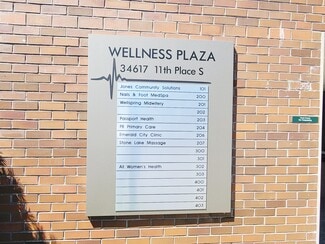 WELLNESS PLAZA
34617 11th Place S
Jones Community Solutions 101
Nails & Foot MedSpa 200
Wellspring Midwifery 201
202
Passport Health 203
PR Primary Care 204
Emerald City Clinic 206
Stone Lake Massage 207
300
301
All Women's Health 302
303
400
401
402
403